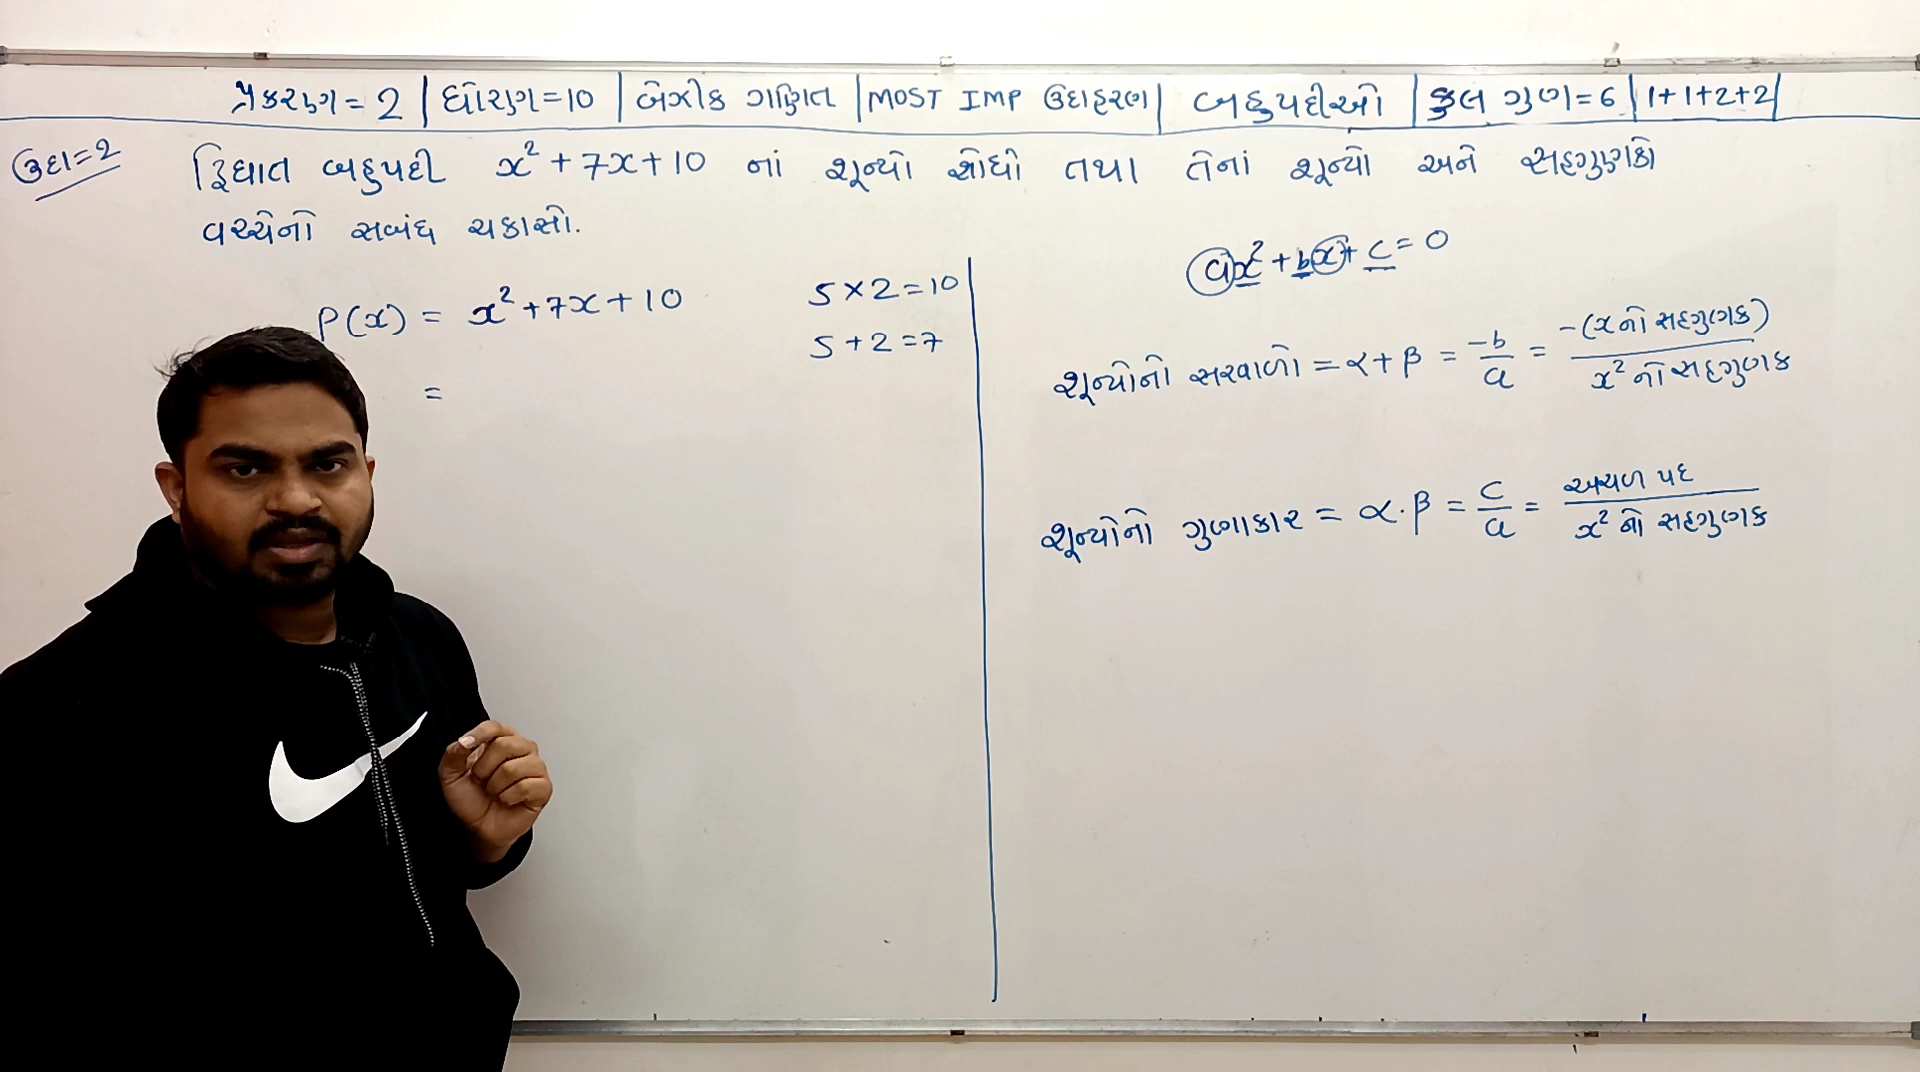 પ્રકરણ = 2 | ધોરણ = 10 | બેઝીક ગણિત | MOST IMP ઉદાહરણ | બહુપદીઓ | કુલ ગુણ = 6 | 1+1+2+2 |
ઉદા = 2 દ્વિઘાત બહુપદી x² + 7x + 10 નાં શૂન્યો શોધો તથા તેનાં શૂન્યો અને સહગુણકો
વચ્ચેનો સબંધ ચકાસો.
P(x) = x² + 7x + 10
=
5 × 2 = 10
5 + 2 = 7
ax² + bx + c = 0
શૂન્યોનો સરવાળો = α + β = -b/a = -(x નો સહગુણક) / x² નો સહગુણક
શૂન્યોનો ગુણાકાર = α . β = c/a = અચળ પદ / x² નો સહગુણક